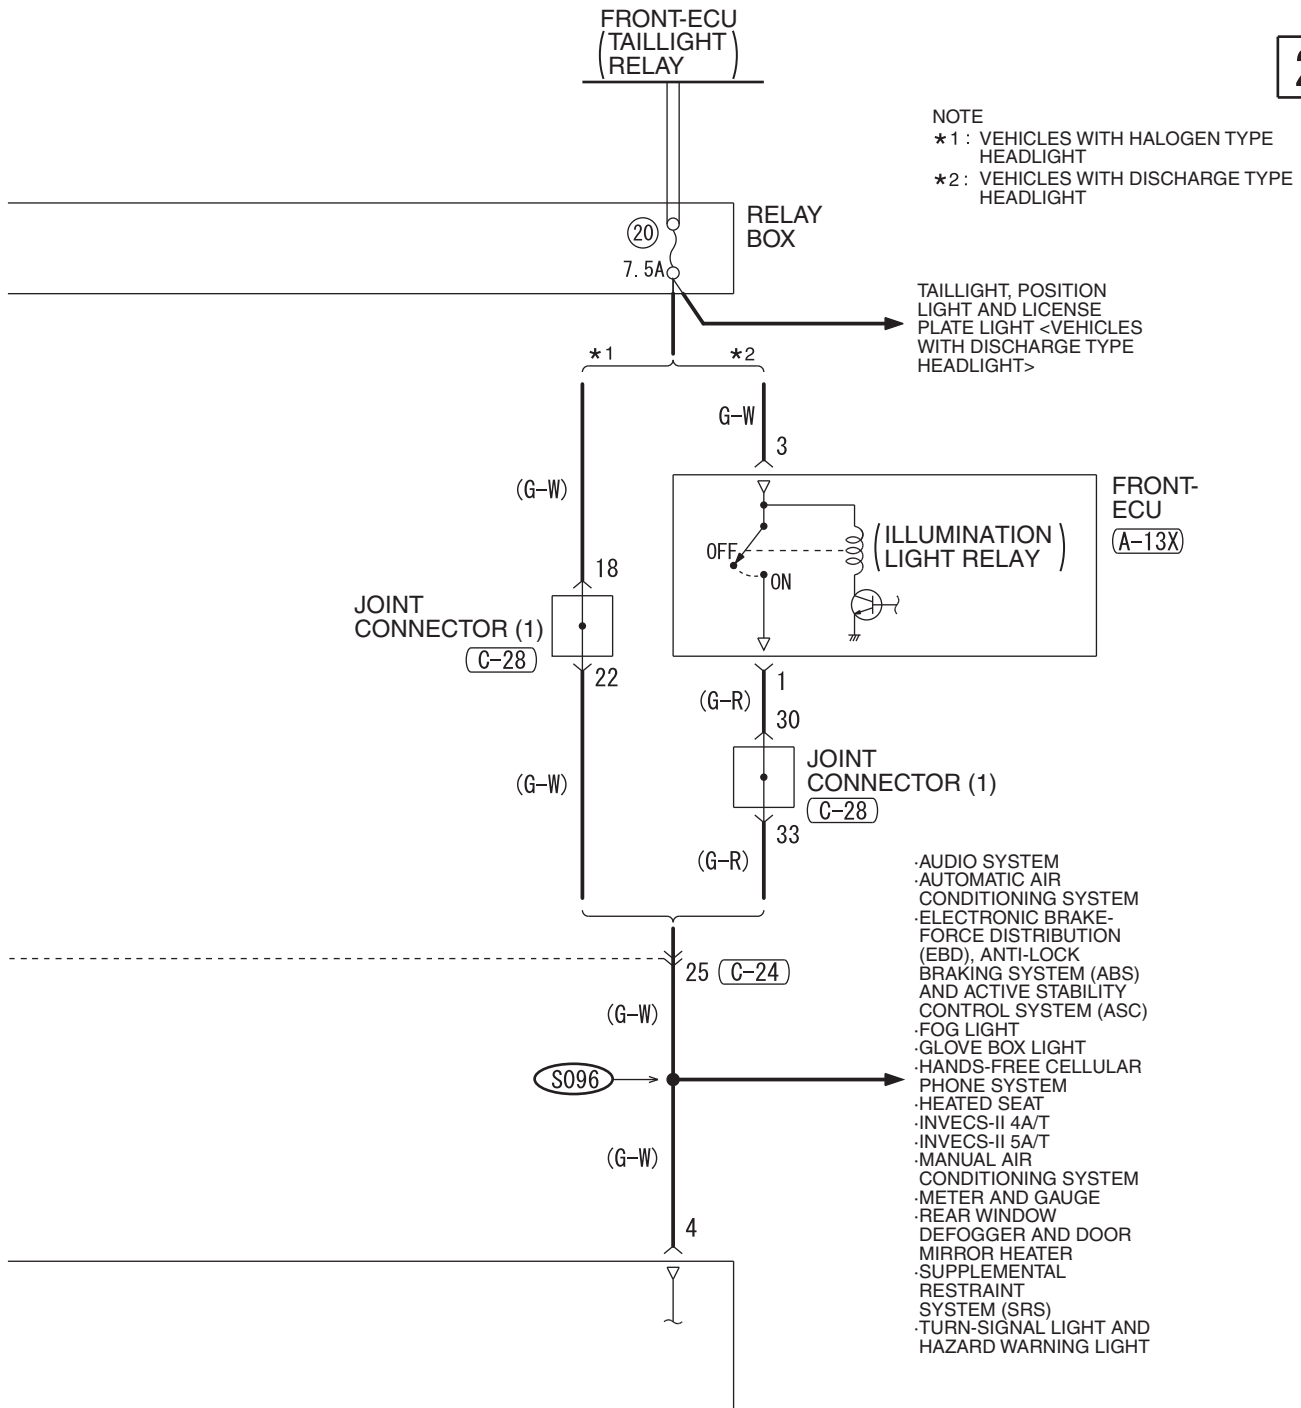 FRONT-ECU
(TAILLIGHT
RELAY)
2
NOTE
*1 : VEHICLES WITH HALOGEN TYPE
HEADLIGHT
*2 : VEHICLES WITH DISCHARGE TYPE
HEADLIGHT
RELAY
BOX
20
7.5A
TAILLIGHT, POSITION
LIGHT AND LICENSE
PLATE LIGHT <VEHICLES
WITH DISCHARGE TYPE
HEADLIGHT>
*1
*2
G-W
3
(G-W)
FRONT-
ECU
A-13X
(ILLUMINATION
LIGHT RELAY)
OFF
ON
18
JOINT
CONNECTOR (1)
C-28
22
1
(G-R)
30
JOINT
CONNECTOR (1)
C-28
(G-W)
33
(G-R)
25 C-24
(G-W)
S096
(G-W)
4
·AUDIO SYSTEM
·AUTOMATIC AIR
CONDITIONING SYSTEM
·ELECTRONIC BRAKE-
FORCE DISTRIBUTION
(EBD), ANTI-LOCK
BRAKING SYSTEM (ABS)
AND ACTIVE STABILITY
CONTROL SYSTEM (ASC)
·FOG LIGHT
·GLOVE BOX LIGHT
·HANDS-FREE CELLULAR
PHONE SYSTEM
·HEATED SEAT
·INVECS-II 4A/T
·INVECS-II 5A/T
·MANUAL AIR
CONDITIONING SYSTEM
·METER AND GAUGE
·REAR WINDOW
DEFOGGER AND DOOR
MIRROR HEATER
·SUPPLEMENTAL
RESTRAINT
SYSTEM (SRS)
·TURN-SIGNAL LIGHT AND
HAZARD WARNING LIGHT